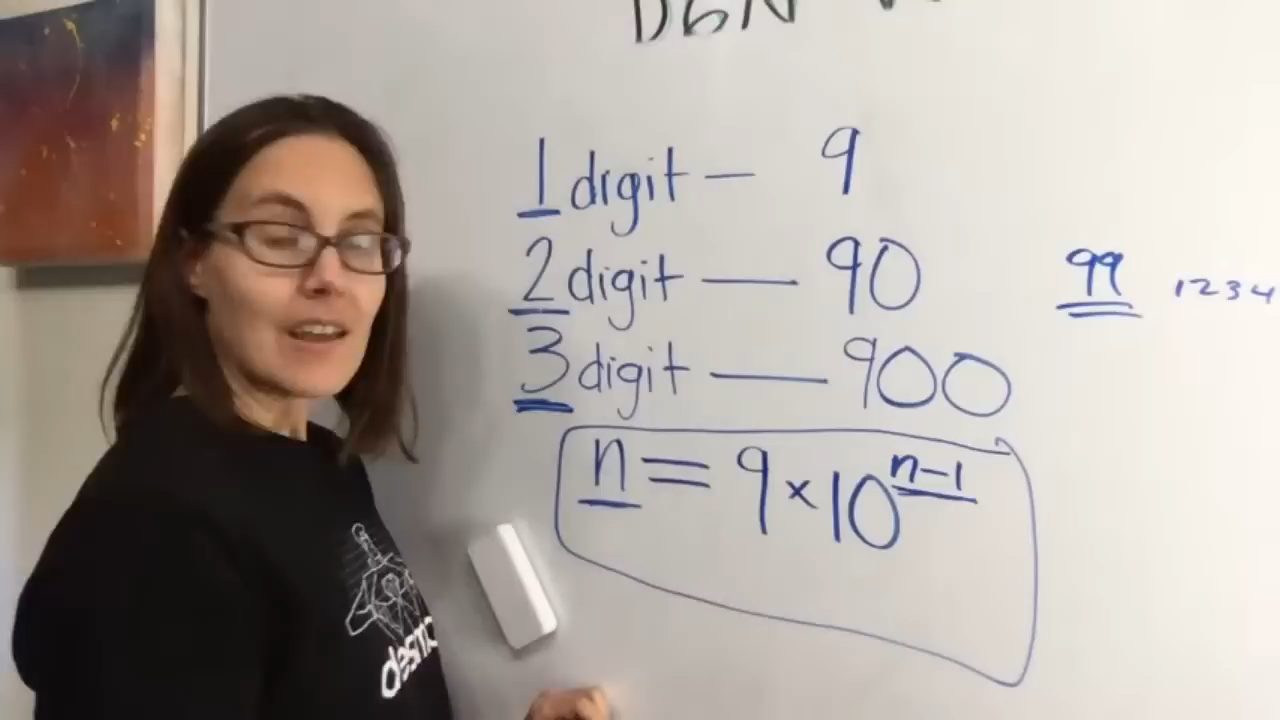 1 digit — 9
2 digit — 90
99
1234
3 digit — 900
n = 9 × 10^{n-1}